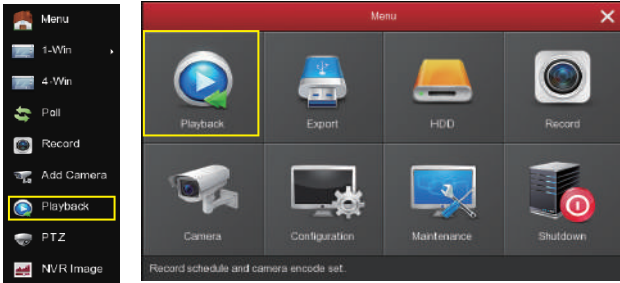 Menu
1-Win
4-Win
Poll
Record
Add Camera
Playback
PTZ
NVR Image
Menu
Playback
Export
HDD
Record
Camera
Configuration
Maintenance
Shutdown
Record schedule and camera encode set.